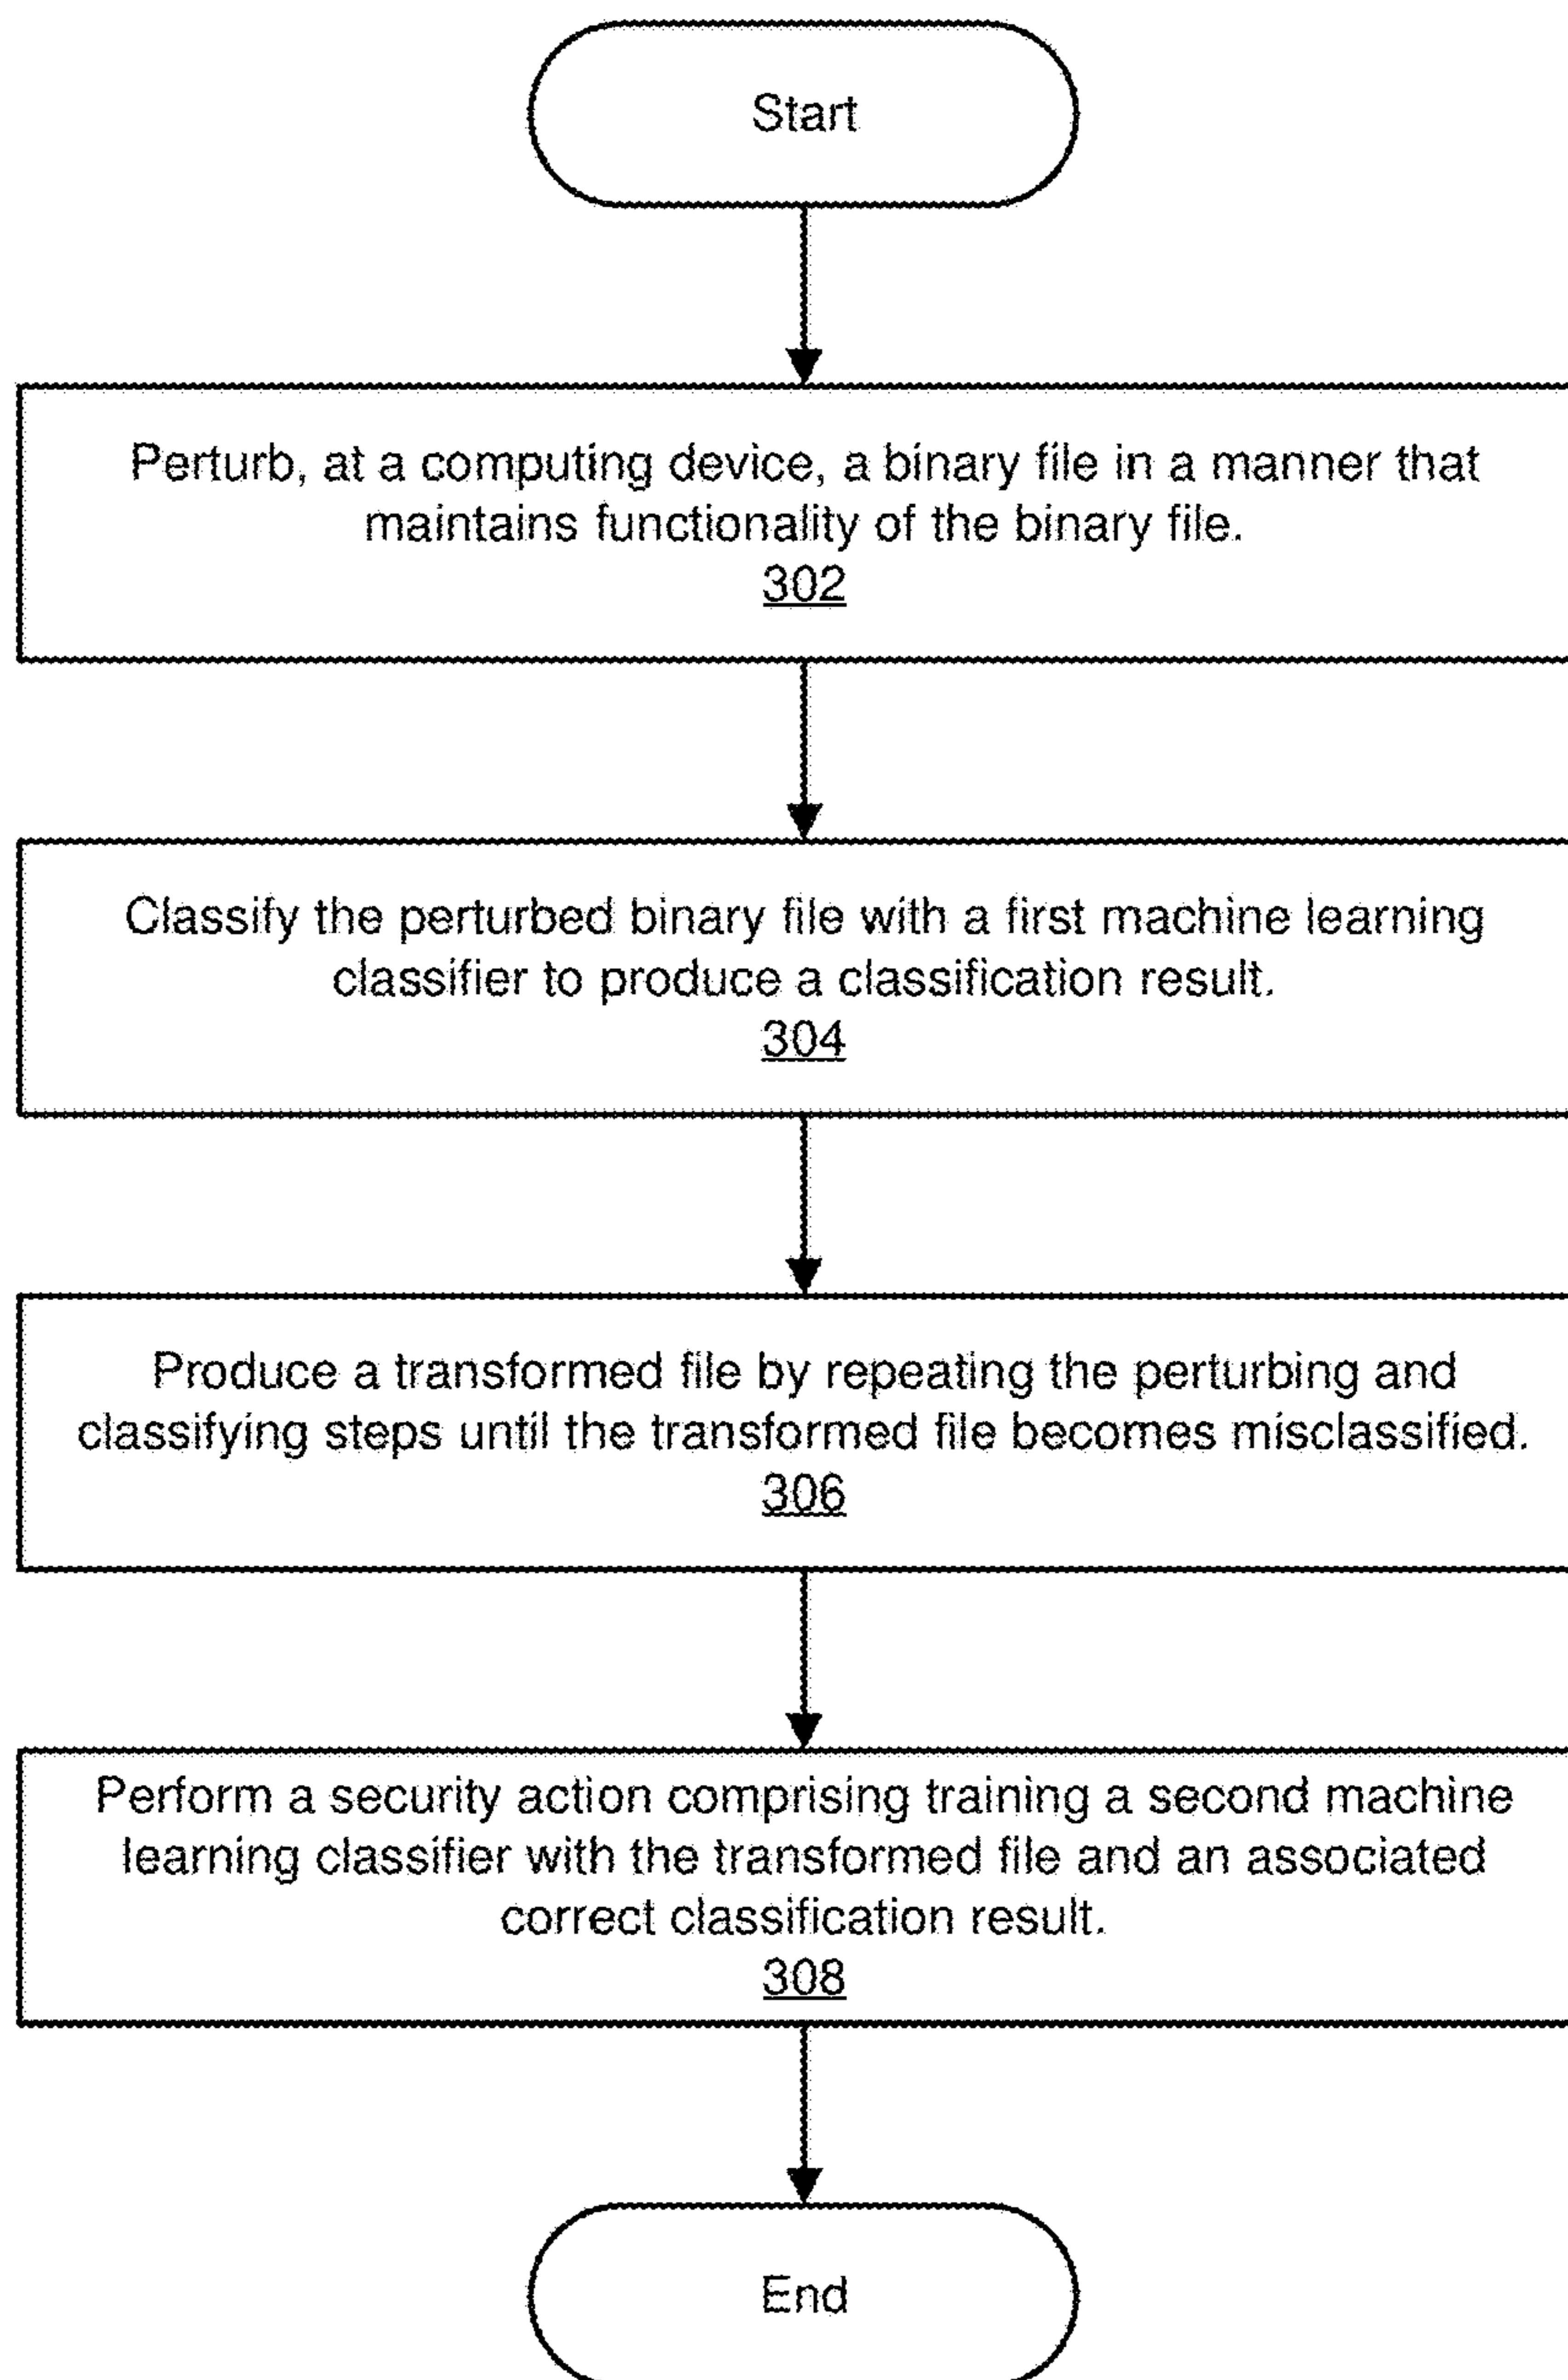 Start
Perturb, at a computing device, a binary file in a manner that
maintains functionality of the binary file.
302
Classify the perturbed binary file with a first machine learning
classifier to produce a classification result.
304
Produce a transformed file by repeating the perturbing and
classifying steps until the transformed file becomes misclassified.
306
Perform a security action comprising training a second machine
learning classifier with the transformed file and an associated
correct classification result.
308
End